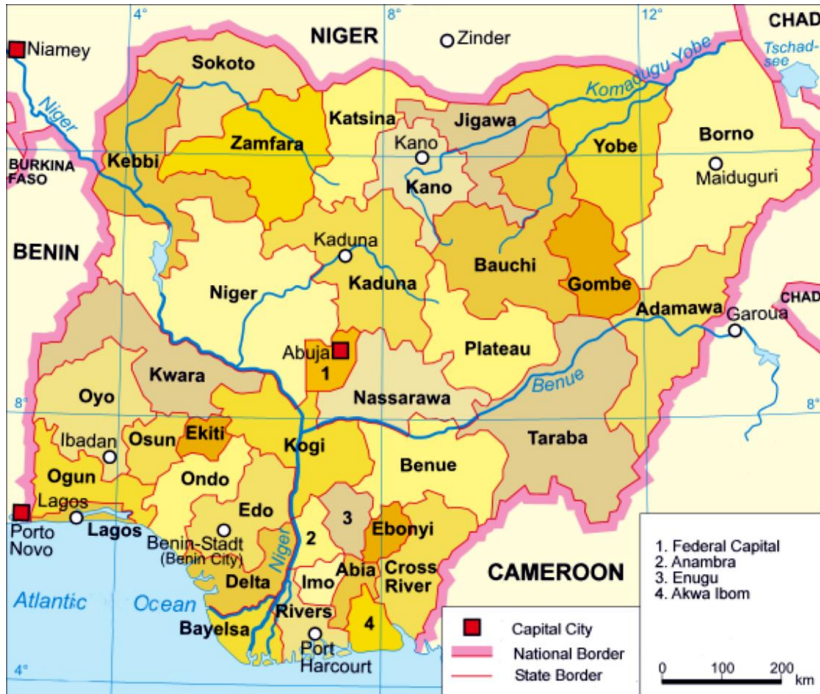 4°
8°
12°
CHAD
NIGER
Zinder
Niamey
Sokoto
Tschad-
see
Komadugu Yobe
Niger
Katsina
Jigawa
Zamfara
Kano
Yobe
Borno
Kebbi
BURKINA
FASO
Kano
Maiduguri
Kaduna
BENIN
Bauchi
Gombe
Niger
Kaduna
CHAD
Adamawa
Garoua
Abuja
1
Plateau
Kwara
Nassarawa
Benue
Oyo
8°
8°
Ekiti
Osun
Ibadan
Kogi
Taraba
Benue
Ogun
Ondo
Lagos
Edo
3
Lagos
Porto
Novo
Benin-Stadt
(Benin City)
Niger
2
Ebonyi
Delta
Imo
Abia
Cross
River
CAMEROON
Atlantic Ocean
Rivers
Bayelsa
4
Port
Harcourt
4°
1. Federal Capital
2. Anambra
3. Enugu
4. Akwa Ibom
Capital City
National Border
State Border
0 100 200
km